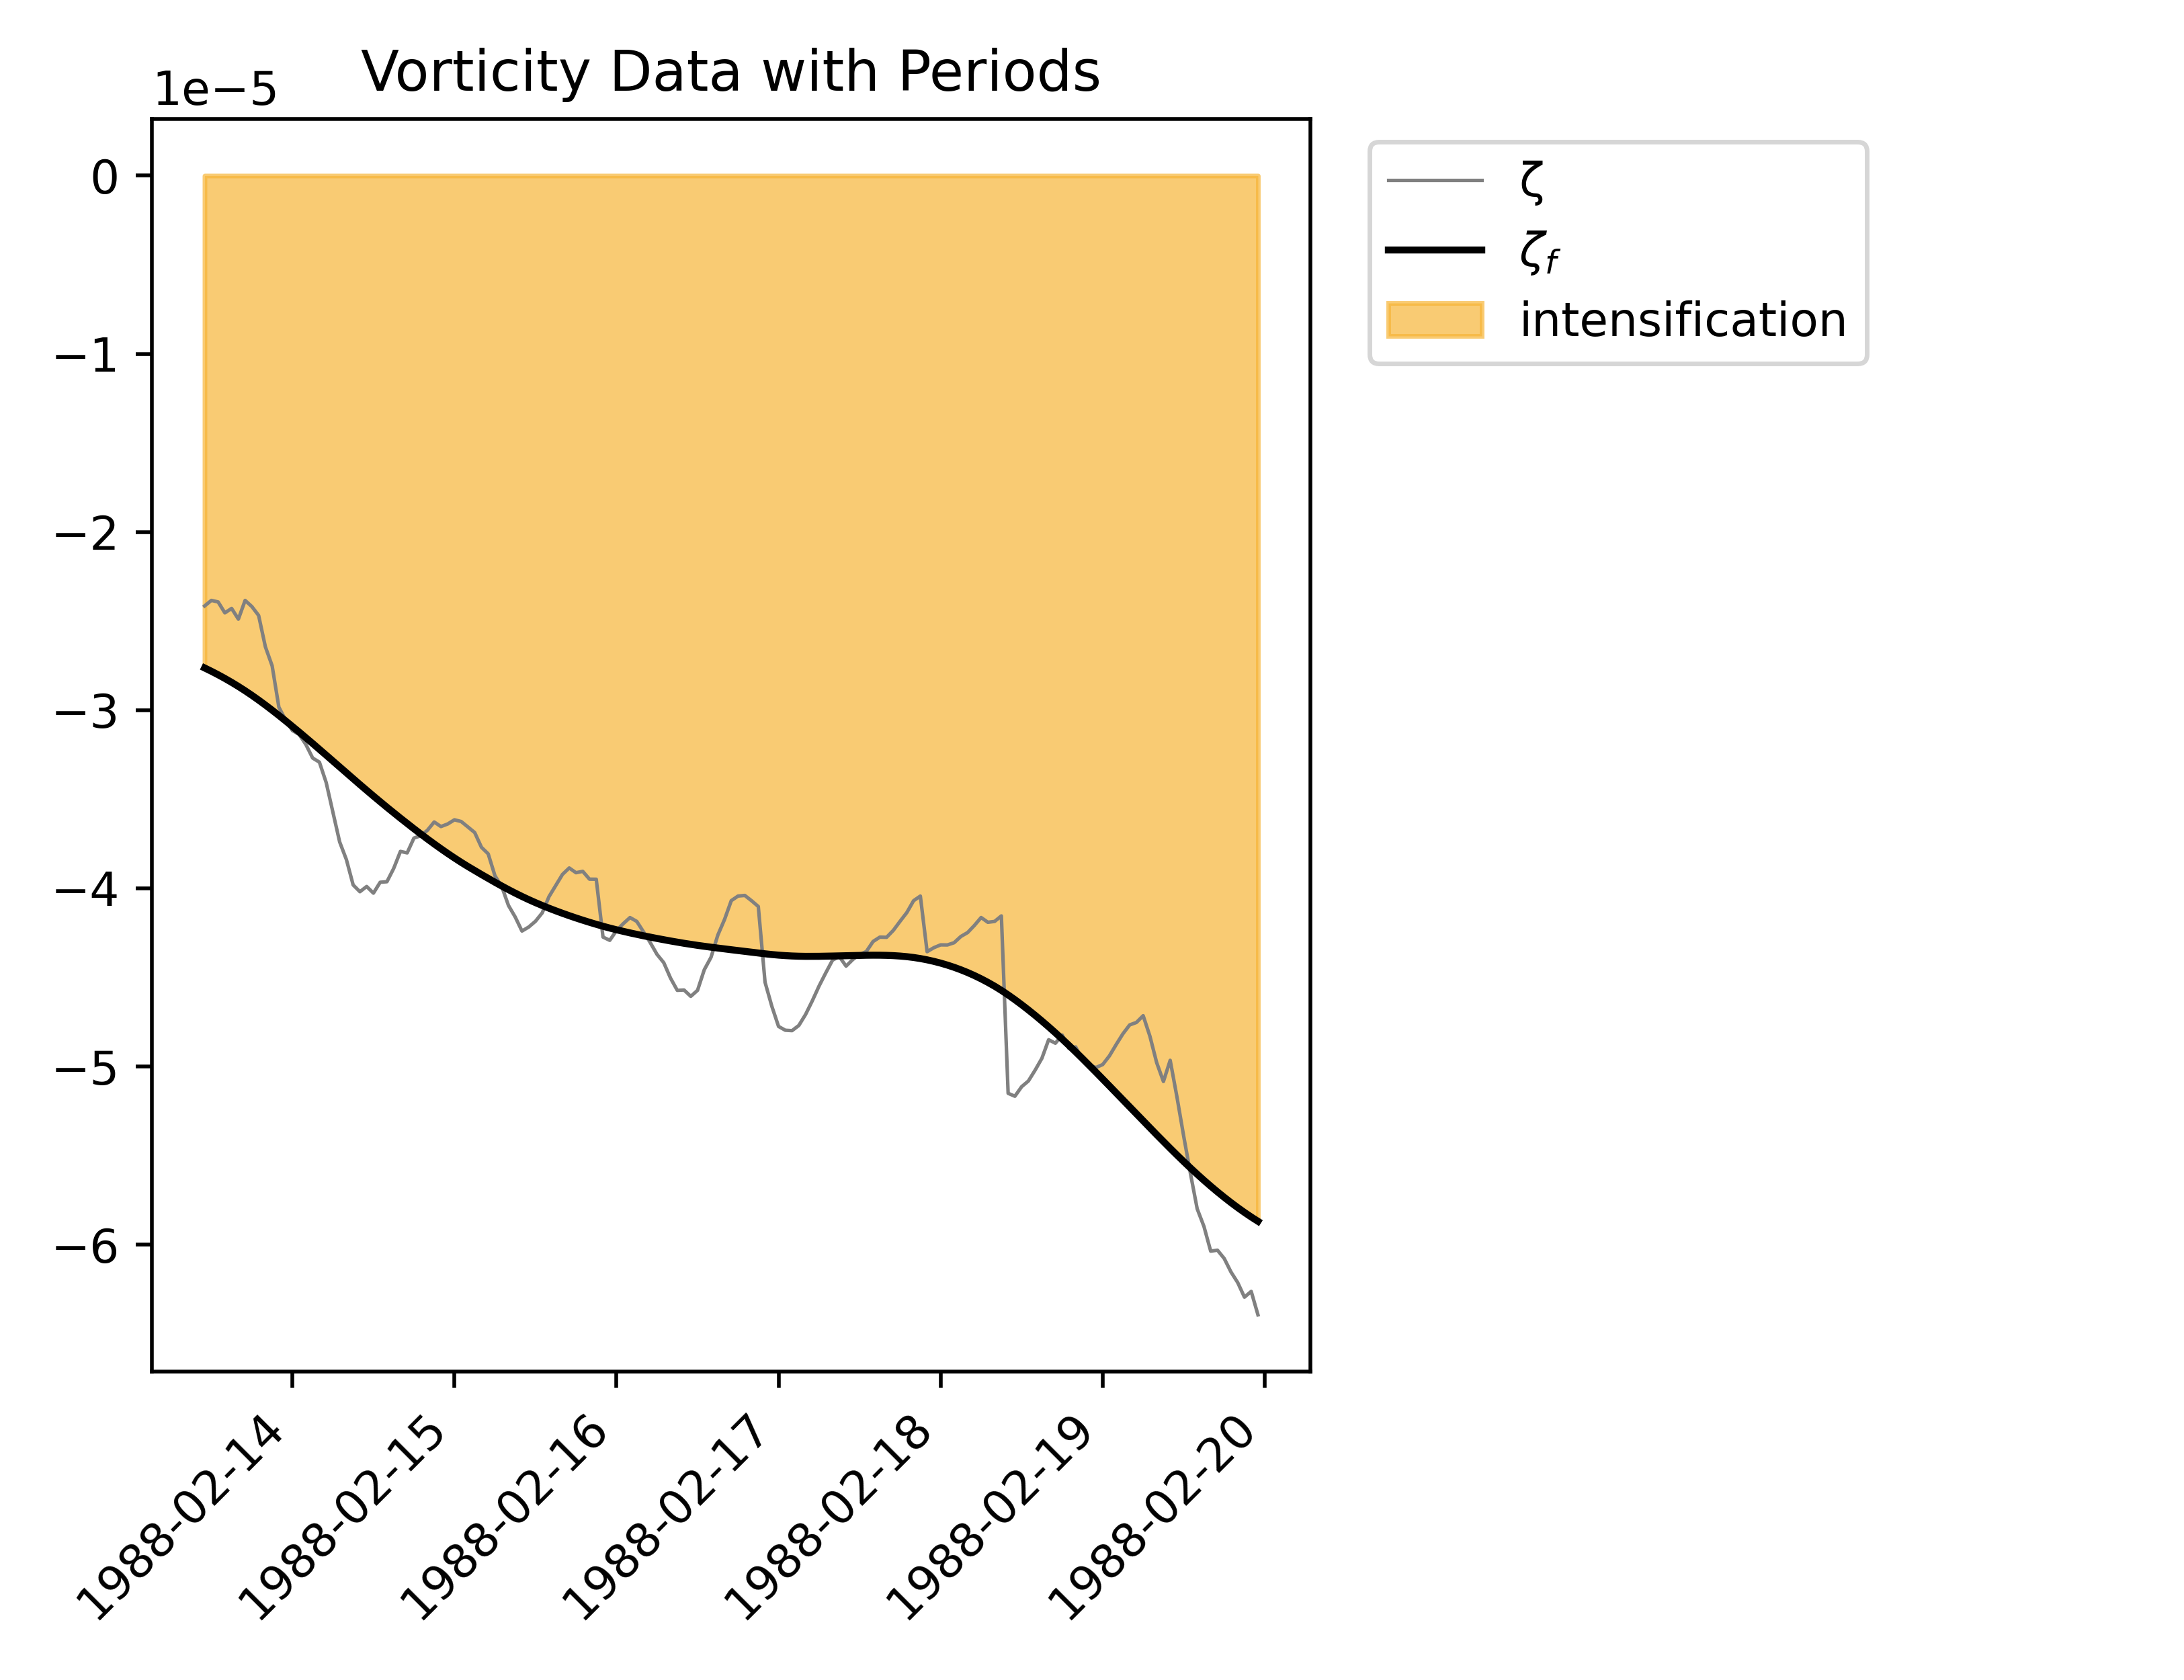 Vorticity Data with Periods
1e−5
0
−1
−2
−3
−4
−5
−6
1988-02-14
1988-02-15
1988-02-16
1988-02-17
1988-02-18
1988-02-19
1988-02-20
ζ
ζf
intensification